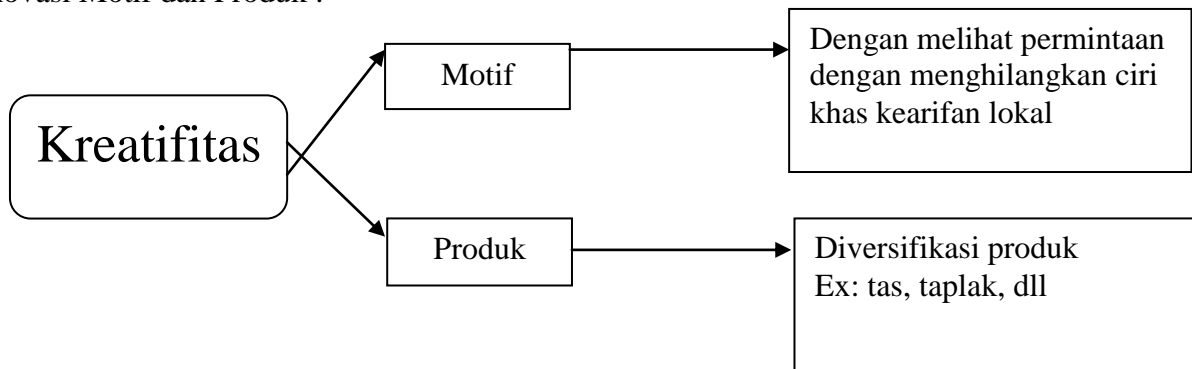 ovasi Motif dan Produk :
Kreatifitas
Motif
Dengan melihat permintaan
dengan menghilangkan ciri
khas kearifan lokal
Produk
Diversifikasi produk
Ex: tas, taplak, dll